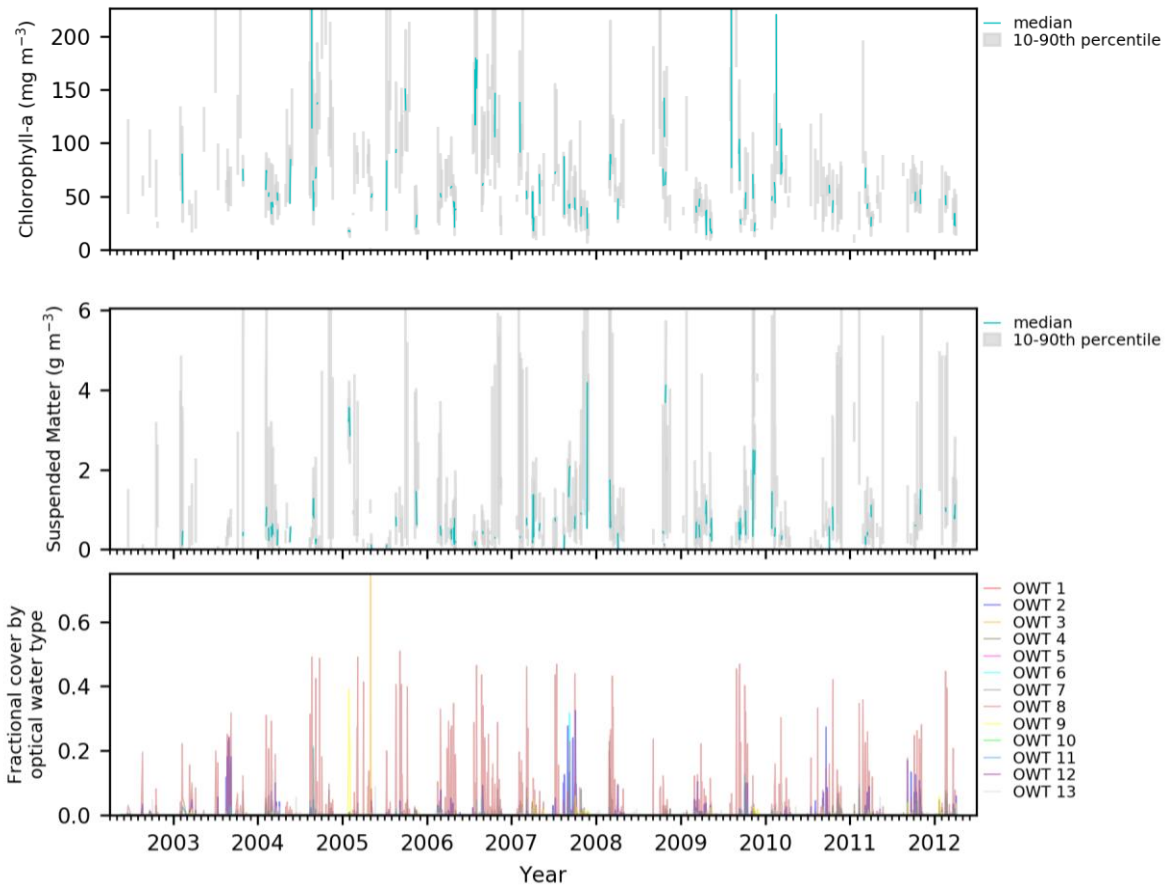 Chlorophyll-a (mg m⁻³)
200
150
100
50
0
median
10-90th percentile
Suspended Matter (g m⁻³)
6
4
2
0
median
10-90th percentile
Fractional cover by
optical water type
0.6
0.4
0.2
0.0
OWT 1
OWT 2
OWT 3
OWT 4
OWT 5
OWT 6
OWT 7
OWT 8
OWT 9
OWT 10
OWT 11
OWT 12
OWT 13
2003 2004 2005 2006 2007 2008 2009 2010 2011 2012
Year